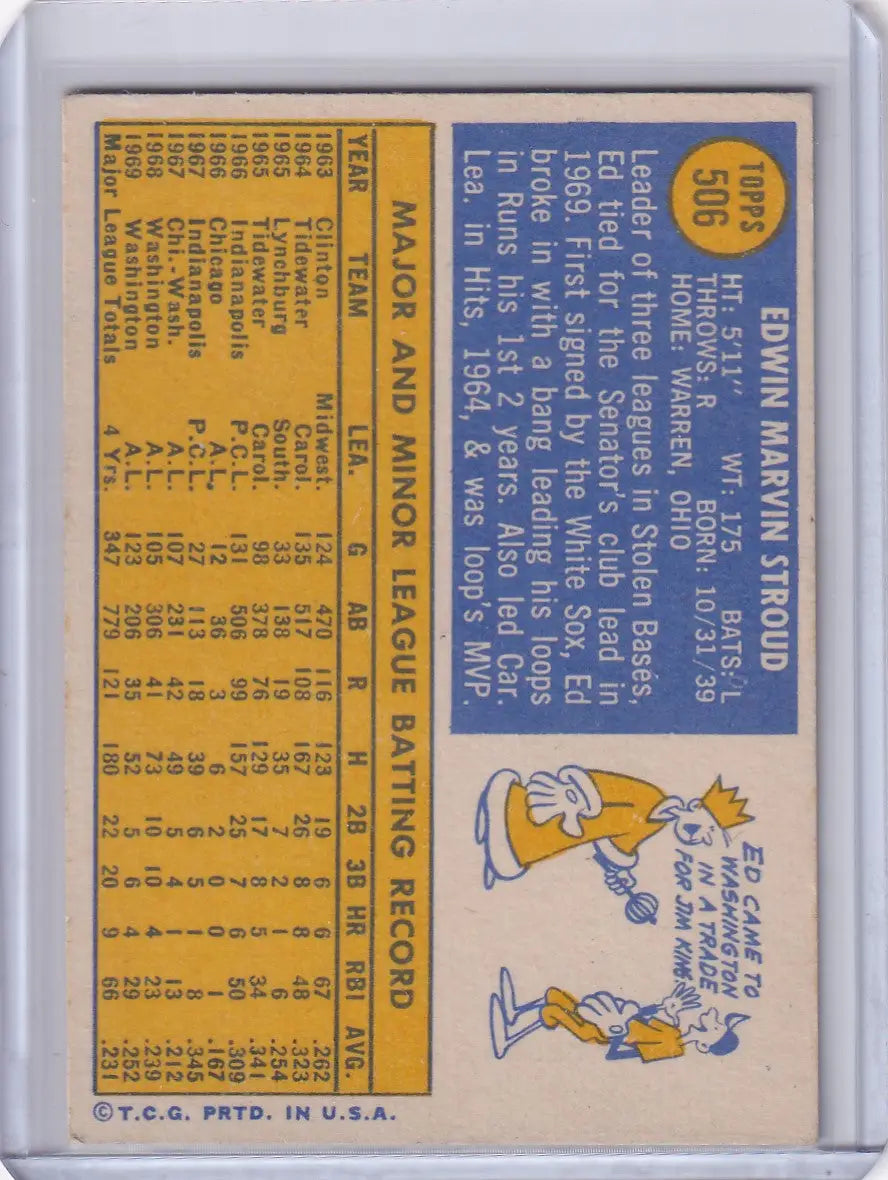 TOPPS
506
EDWIN MARVIN STROUD
HT: 5'11" WT: 175 BATS: L
THROWS: R BORN: 10/31/39
HOME: WARREN, OHIO
Leader of three leagues in Stolen Bases,
Ed tied for the Senator's club lead in
1969. First signed by the White Sox, Ed
broke in with a bang leading his loops
in Runs his 1st 2 years. Also led Car.
Lea. in Hits, 1964, & was loop's MVP.
ED CAME TO
WASHINGTON
IN A TRADE
FOR JIM KING
MAJOR AND MINOR LEAGUE BATTING RECORD
YEAR TEAM LEA. G AB R H 2B 3B HR RBI AVG.
1963 Clinton Midwest. 124 470 116 123 19 6 6 67 .262
1964 Tidewater Carol. 135 517 108 167 26 8 8 48 .323
1965 Lynchburg South. 33 138 19 35 7 2 1 6 .254
1965 Tidewater Carol. 98 378 76 129 17 8 5 34 .341
1966 Indianapolis P.C.L. 131 506 99 157 25 7 6 50 .309
1966 Chicago A.L. 12 36 3 6 2 0 0 1 .167
1967 Indianapolis P.C.L. 27 113 18 39 6 5 1 8 .345
1967 Chi.-Wash. A.L. 107 231 42 49 5 4 1 13 .212
1968 Washington A.L. 105 306 41 73 10 10 4 23 .239
1969 Washington A.L. 123 206 35 52 5 6 4 29 .252
Major League Totals 4 Yrs. 347 779 121 180 22 20 9 66 .231
©T.C.G. PRTD. IN U.S.A.